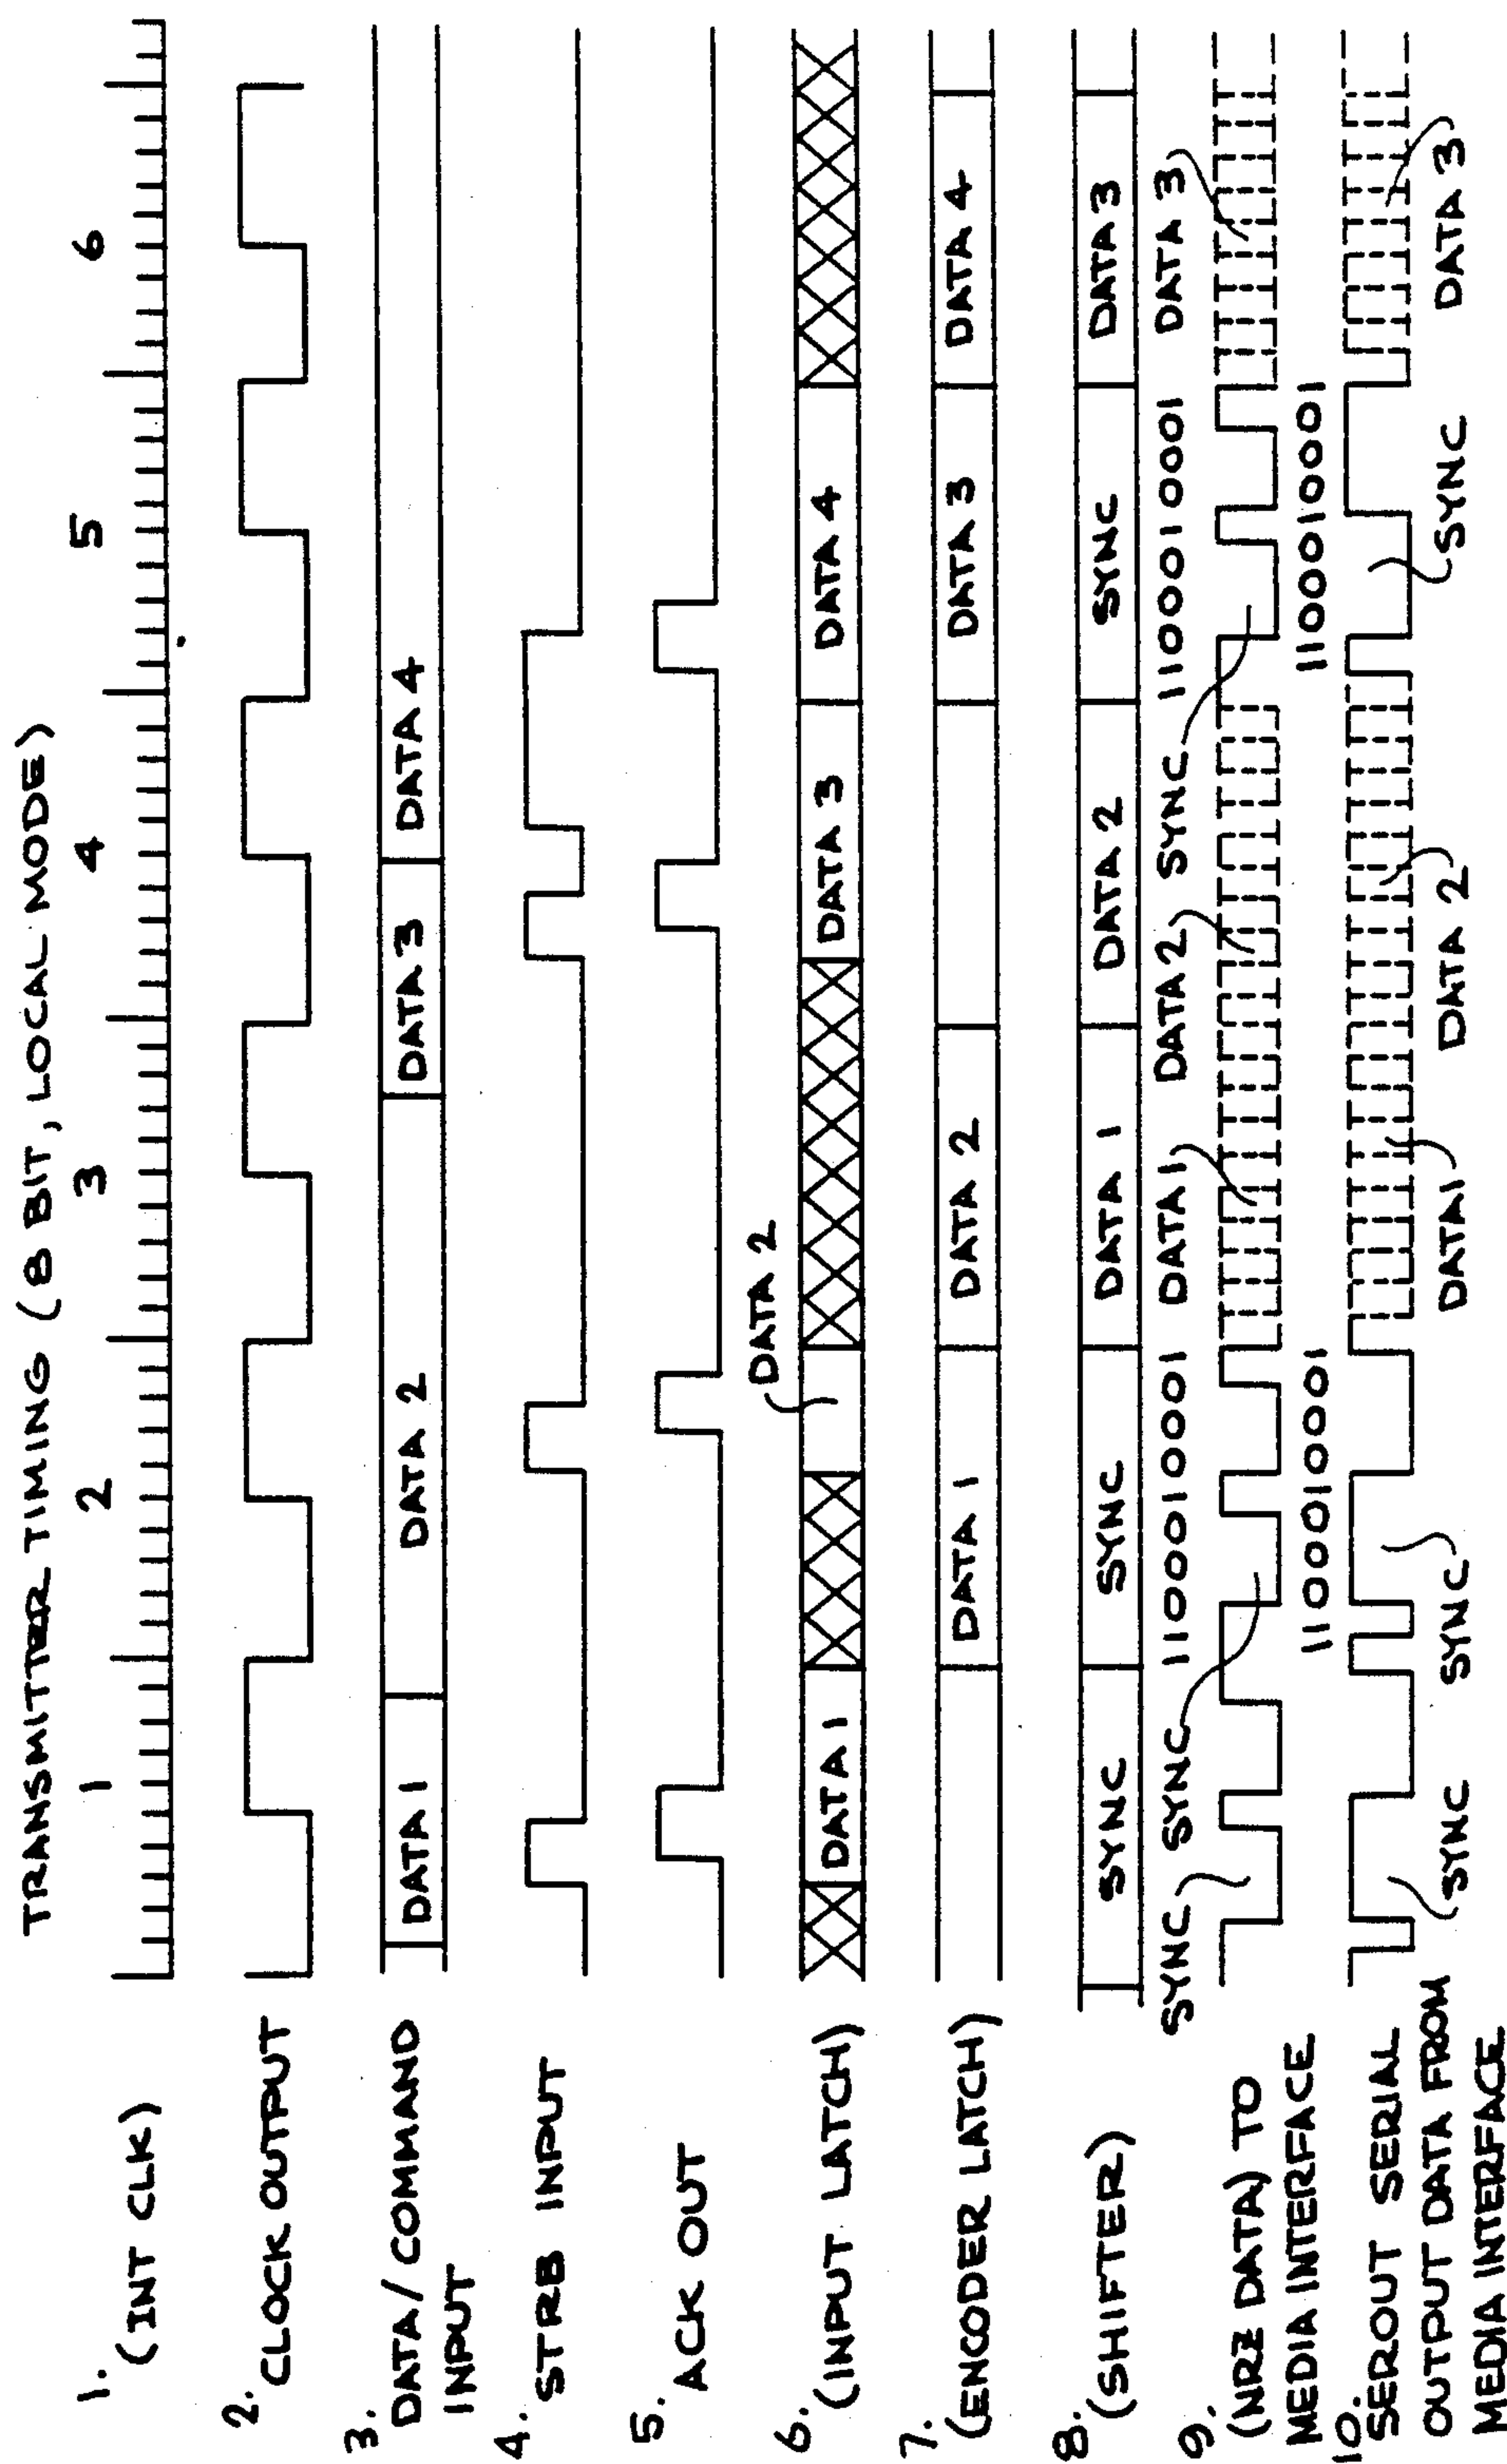 TRANSMITTER TIMING (8 BIT, LOCAL MODE)
1 2 3 4 5 6
1. (INT CLK)
2. CLOCK OUTPUT
3. DATA/COMMAND
INPUT
DATA 1 DATA 2 DATA 3 DATA 4
4. STRB INPUT
5. ACK OUT
DATA 2
6. (INPUT LATCH)
DATA 1 DATA 3 DATA 4
7. (ENCODER LATCH)
DATA 1 DATA 2 DATA 3 DATA 4
8. (SHIFTER)
SYNC SYNC DATA 1 DATA 2 SYNC DATA 3
SYNC SYNC 1100010001 DATA 1 DATA 2 SYNC 1100010001 DATA 3
9. (NRZ DATA) TO
MEDIA INTERFACE
1100010001 1100010001
10. SEROUT SERIAL
OUTPUT DATA FROM
MEDIA INTERFACE
SYNC SYNC DATA 1 DATA 2 SYNC DATA 3